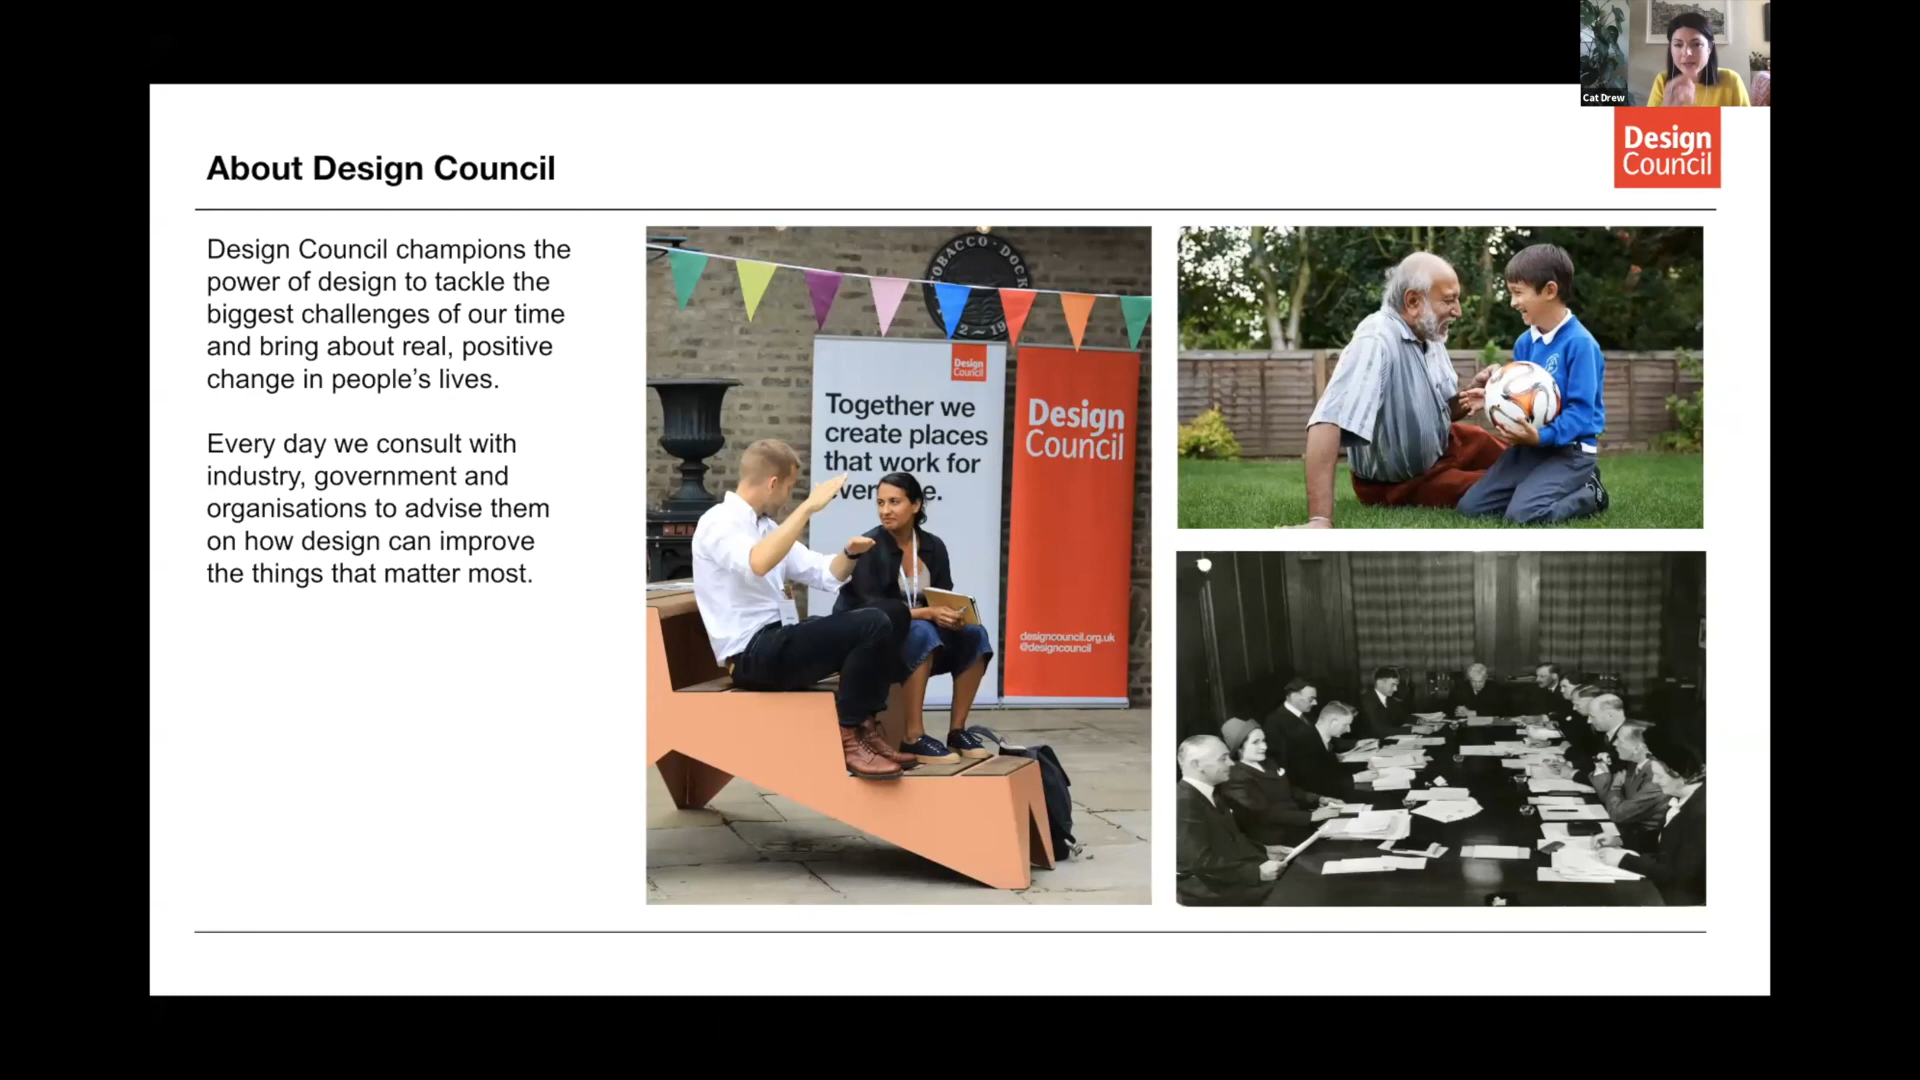 Cat Drew
Design
Council
About Design Council
Design Council champions the
power of design to tackle the
biggest challenges of our time
and bring about real, positive
change in people's lives.
Every day we consult with
industry, government and
organisations to advise them
on how design can improve
the things that matter most.
OBACCO · DOCK
Design
Council
Together we
create places
that work for
Design
Council
designcouncil.org.uk
@designcouncil